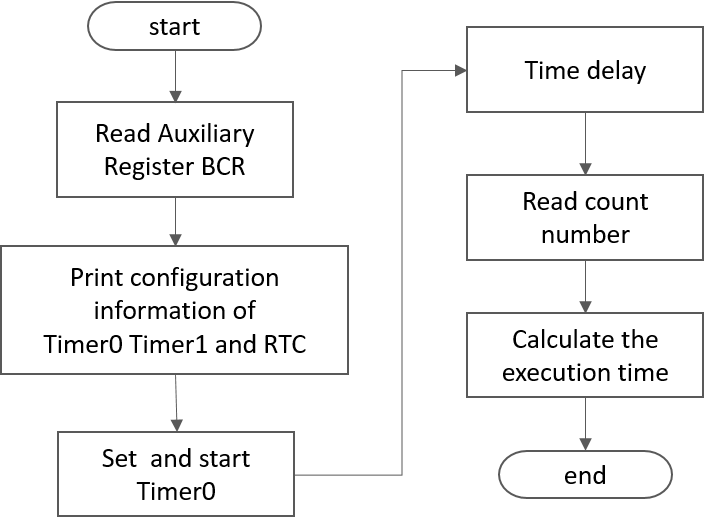 start
Read Auxiliary
Register BCR
Print configuration
information of
Timer0 Timer1 and RTC
Set  and start
Timer0
Time delay
Read count
number
Calculate the
execution time
end